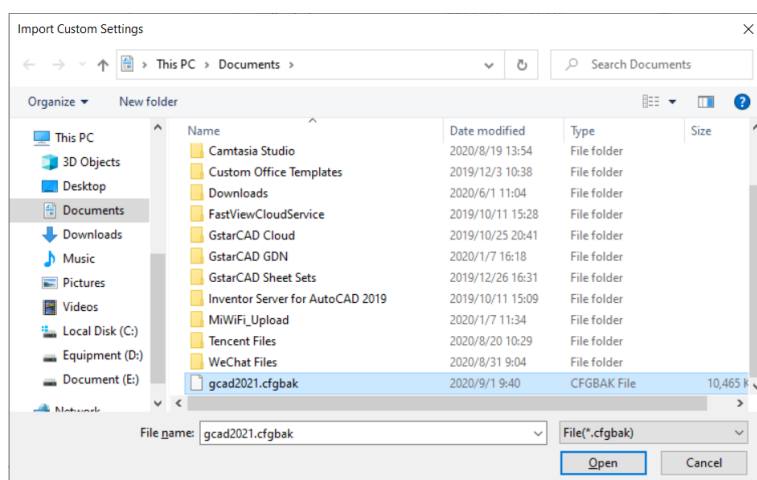 Import Custom Settings
This PC > Documents >
Search Documents
Organize New folder
Name Date modified Type Size
This PC
3D Objects
Desktop
Documents
Downloads
Music
Pictures
Videos
Local Disk (C:)
Equipment (D:)
Document (E:)
Network
Camtasia Studio 2020/8/19 13:54 File folder
Custom Office Templates 2019/12/3 10:38 File folder
Downloads 2020/6/1 11:04 File folder
FastViewCloudService 2019/10/11 15:28 File folder
GstarCAD Cloud 2019/10/25 20:41 File folder
GstarCAD GDN 2020/1/7 16:18 File folder
GstarCAD Sheet Sets 2019/12/26 16:31 File folder
Inventor Server for AutoCAD 2019 2019/10/11 15:09 File folder
MiWiFi_Upload 2020/1/7 11:34 File folder
Tencent Files 2020/8/20 10:29 File folder
WeChat Files 2020/8/31 9:04 File folder
gcad2021.cfgbak 2020/9/1 9:40 CFGBAK File 10,465 K
File name: gcad2021.cfgbak File(*.cfgbak)
Open Cancel